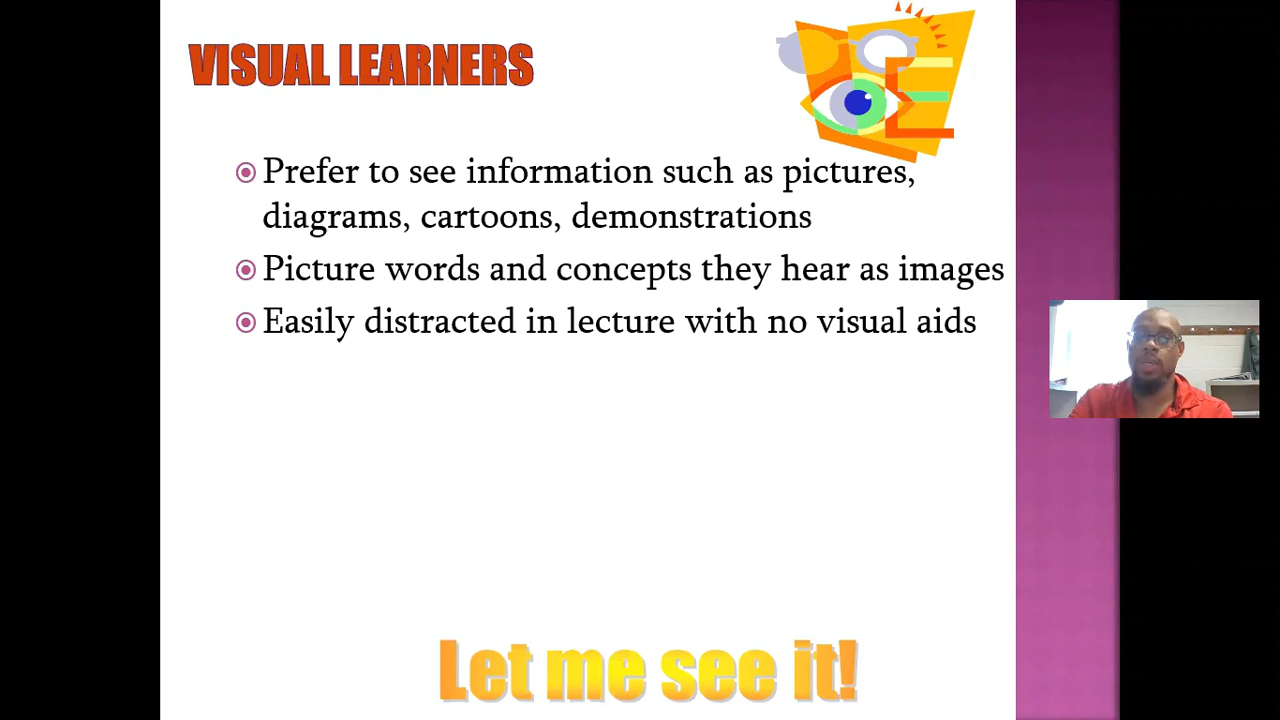 VISUAL LEARNERS
Prefer to see information such as pictures,
diagrams, cartoons, demonstrations
Picture words and concepts they hear as images
Easily distracted in lecture with no visual aids
Let me see it!